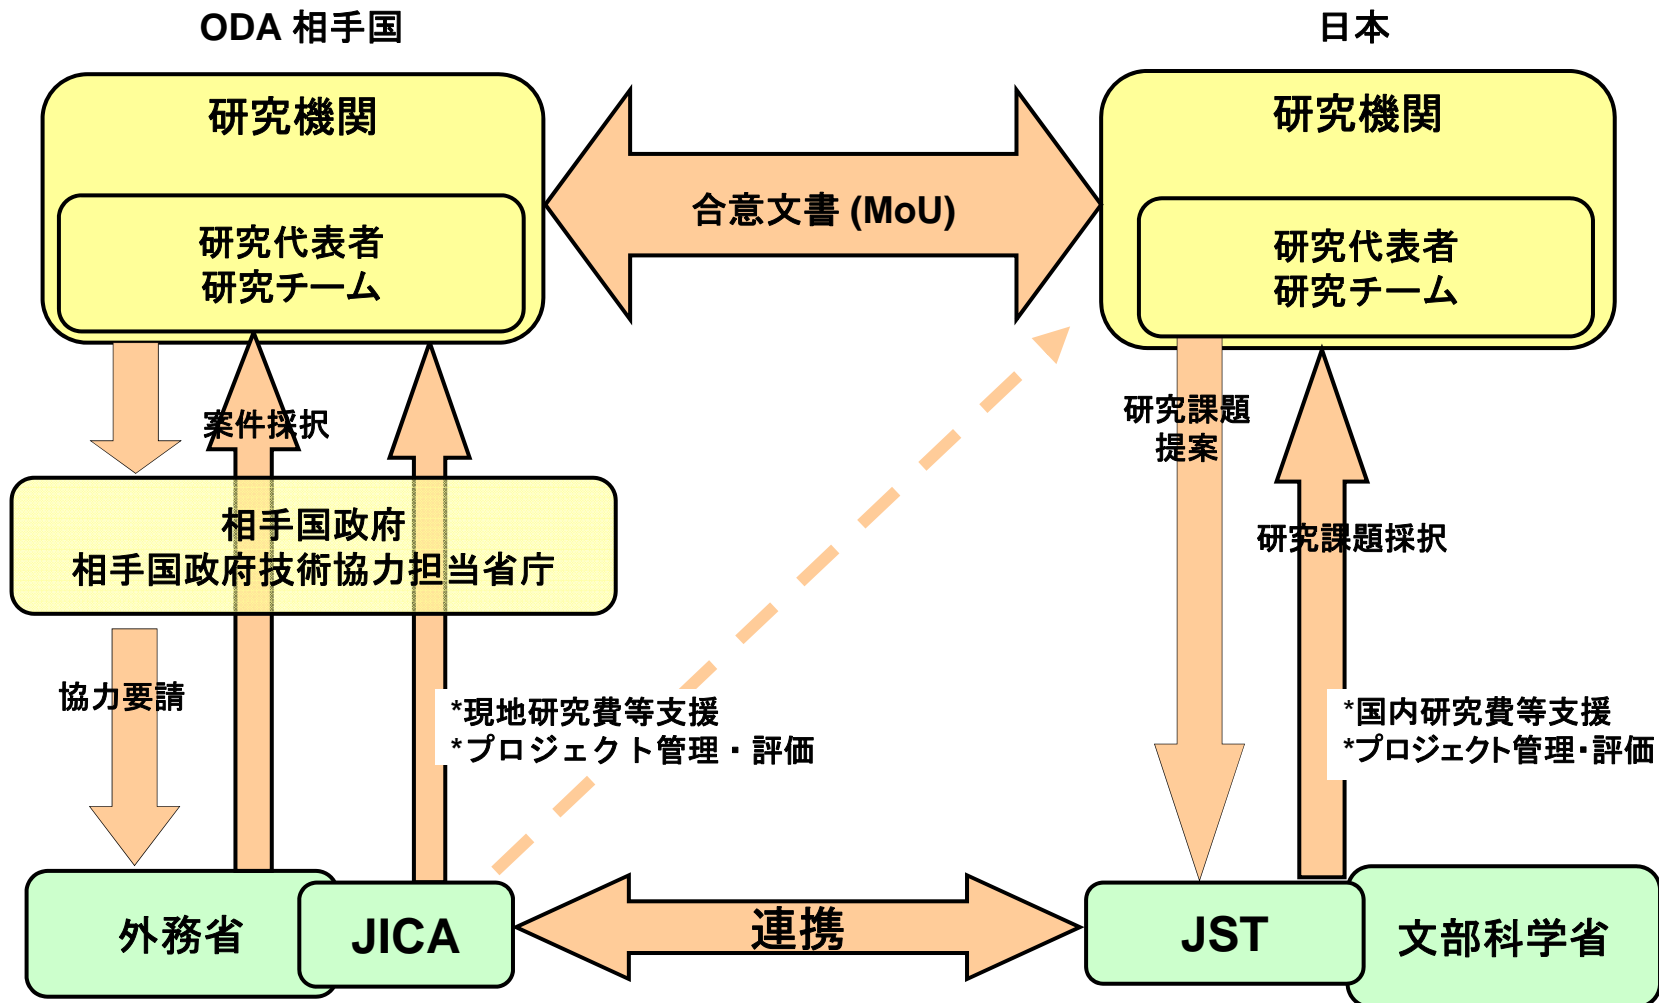 ODA 相手国
日本
研究機関
研究機関
合意文書 (MoU)
研究代表者
研究チーム
研究代表者
研究チーム
案件採択
研究課題
提案
相手国政府
相手国政府技術協力担当省庁
研究課題採択
協力要請
*現地研究費等支援
*プロジェクト管理・評価
*国内研究費等支援
*プロジェクト管理・評価
外務省
JICA
連携
JST
文部科学省